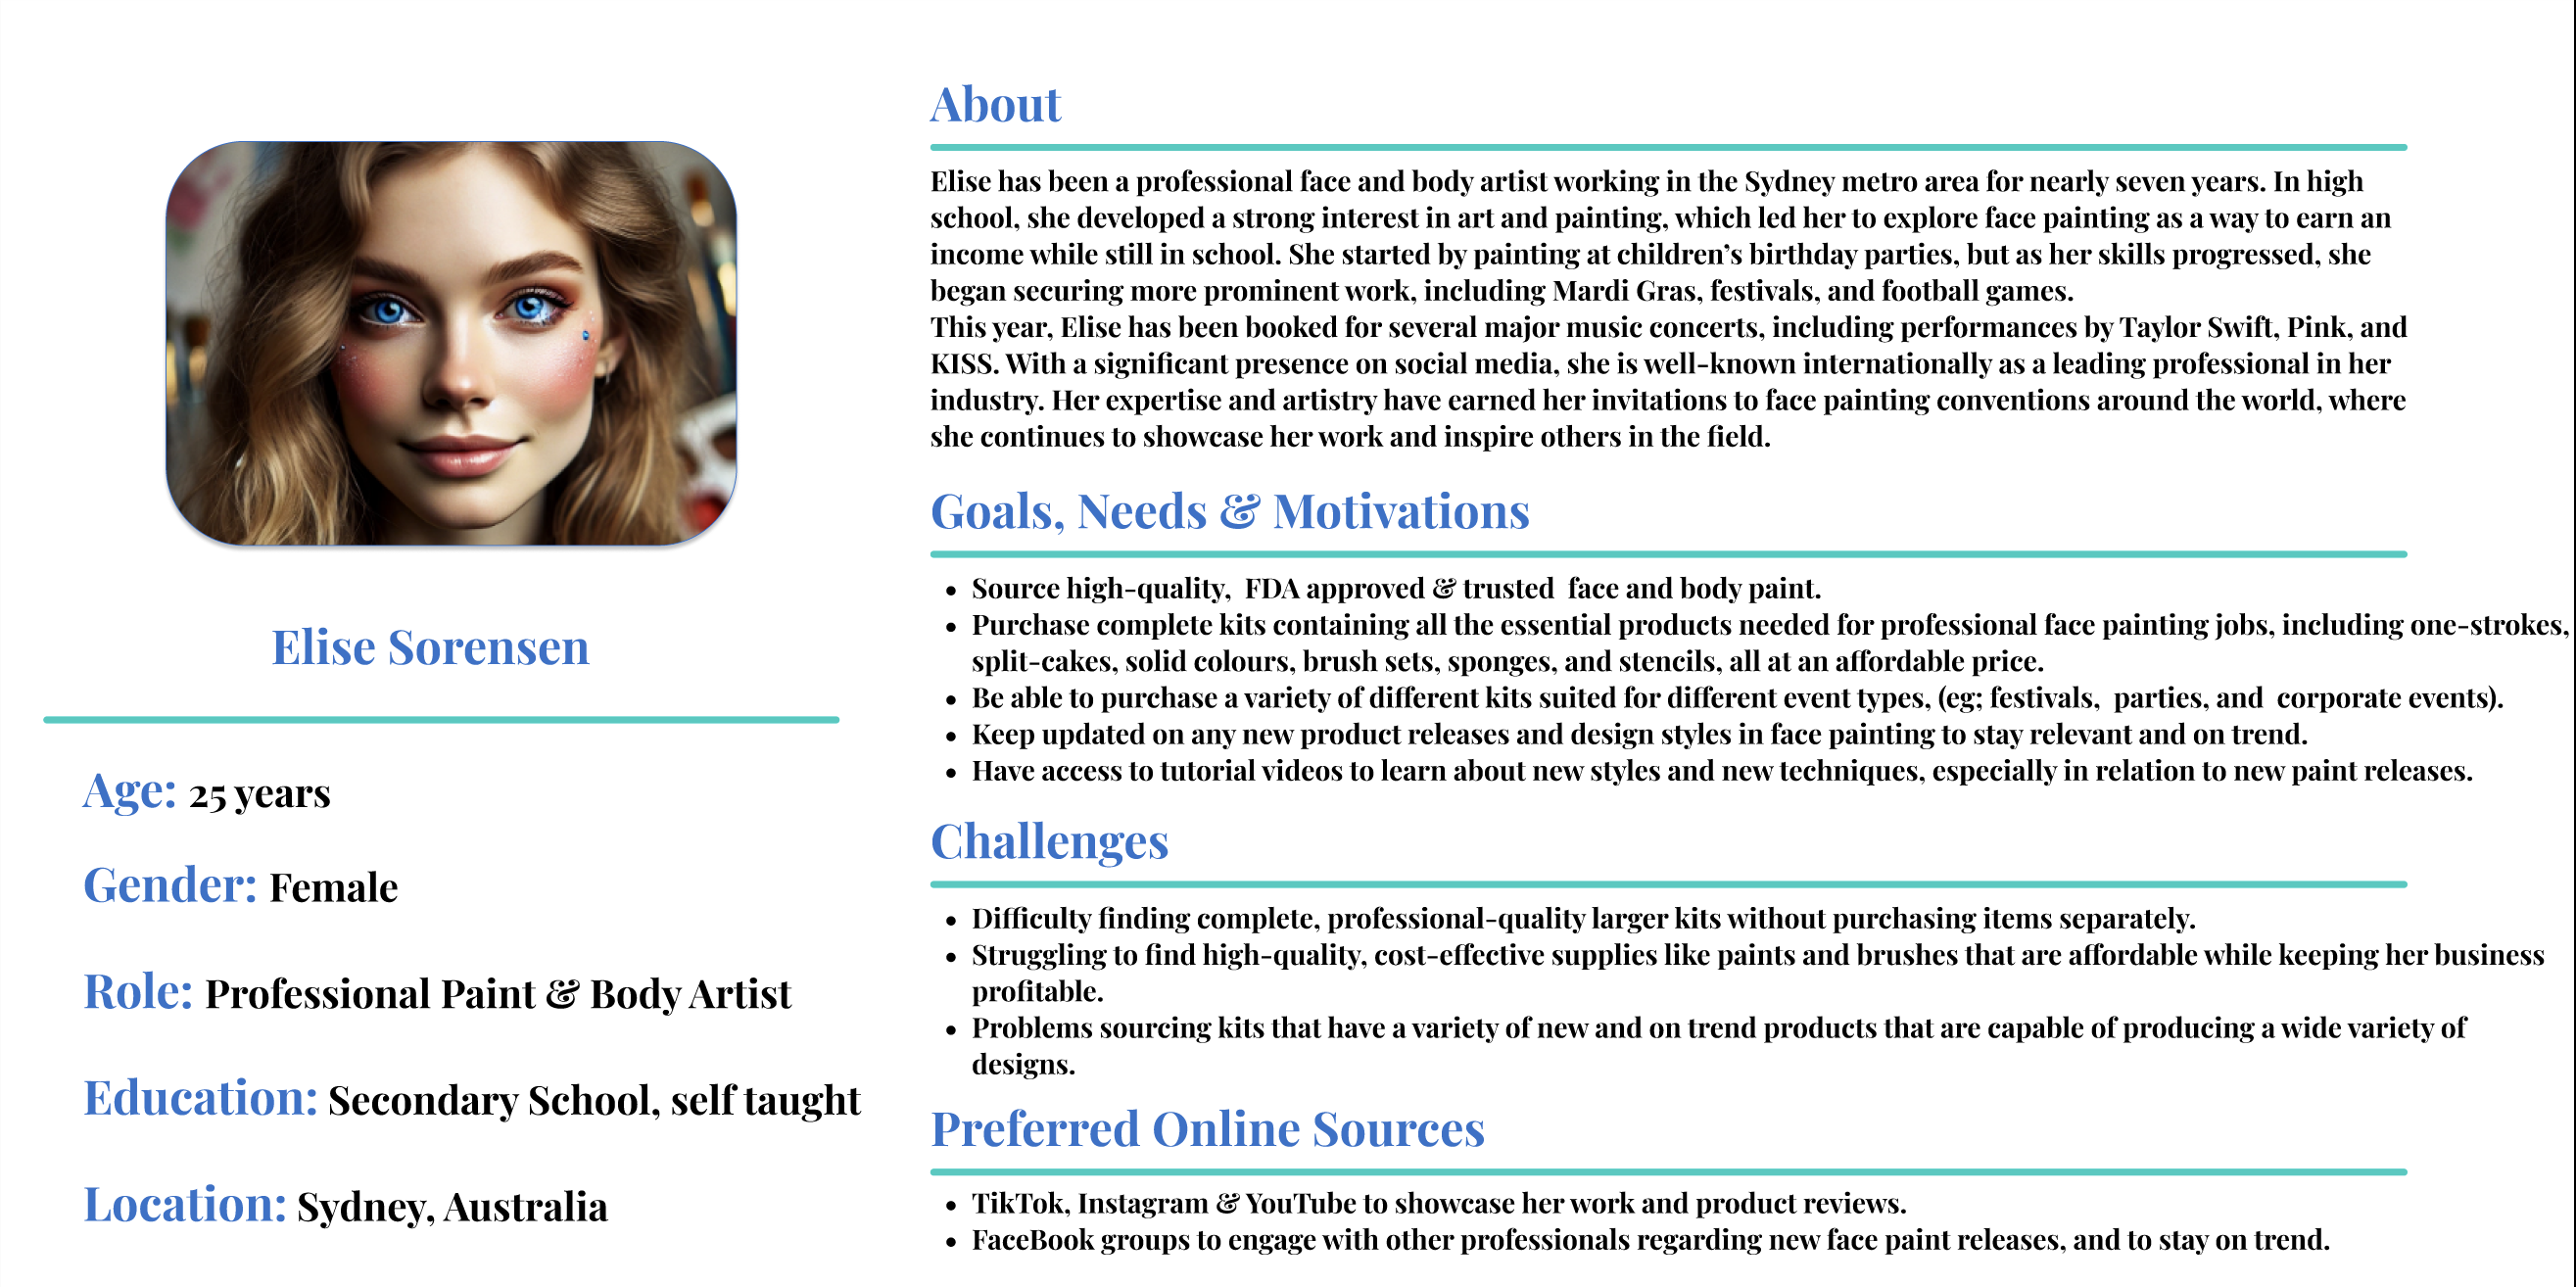 Elise Sorensen
Age: 25 years
Gender: Female
Role: Professional Paint & Body Artist
Education: Secondary School, self taught
Location: Sydney, Australia
About
Elise has been a professional face and body artist working in the Sydney metro area for nearly seven years. In high
school, she developed a strong interest in art and painting, which led her to explore face painting as a way to earn an
income while still in school. She started by painting at children’s birthday parties, but as her skills progressed, she
began securing more prominent work, including Mardi Gras, festivals, and football games.
This year, Elise has been booked for several major music concerts, including performances by Taylor Swift, Pink, and
KISS. With a significant presence on social media, she is well-known internationally as a leading professional in her
industry. Her expertise and artistry have earned her invitations to face painting conventions around the world, where
she continues to showcase her work and inspire others in the field.
Goals, Needs & Motivations
• Source high-quality,  FDA approved & trusted  face and body paint.
• Purchase complete kits containing all the essential products needed for professional face painting jobs, including one-strokes,
split-cakes, solid colours, brush sets, sponges, and stencils, all at an affordable price.
• Be able to purchase a variety of different kits suited for different event types, (eg; festivals,  parties, and  corporate events).
• Keep updated on any new product releases and design styles in face painting to stay relevant and on trend.
• Have access to tutorial videos to learn about new styles and new techniques, especially in relation to new paint releases.
Challenges
• Difficulty finding complete, professional-quality larger kits without purchasing items separately.
• Struggling to find high-quality, cost-effective supplies like paints and brushes that are affordable while keeping her business
profitable.
• Problems sourcing kits that have a variety of new and on trend products that are capable of producing a wide variety of
designs.
Preferred Online Sources
• TikTok, Instagram & YouTube to showcase her work and product reviews.
• FaceBook groups to engage with other professionals regarding new face paint releases, and to stay on trend.